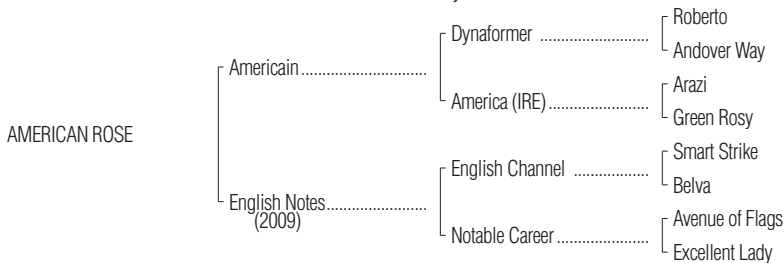 Roberto
Dynaformer ................................
Andover Way
Americain .............................
Arazi
America (IRE) .............................
Green Rosy
AMERICAN ROSE
Smart Strike
English Channel ......................
Belva
English Notes .......................
(2009)
Avenue of Flags
Notable Career ...........................
Excellent Lady